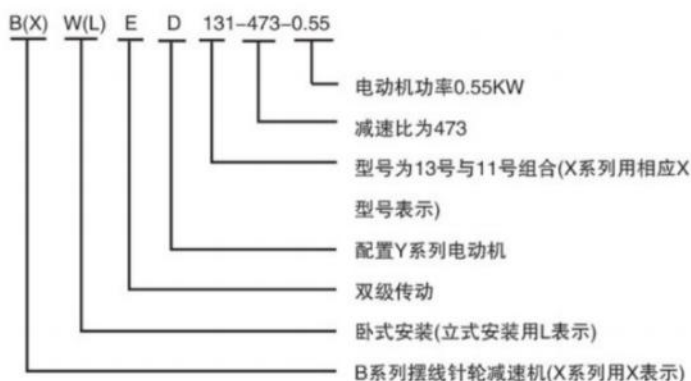 B(X) W(L) E D 131-473-0.55
电动机功率0.55KW
减速比为473
型号为13号与11号组合(X系列用相应X
型号表示)
配置Y系列电动机
双级传动
卧式安装(立式安装用L表示)
B系列摆线针轮减速机(X系列用X表示)